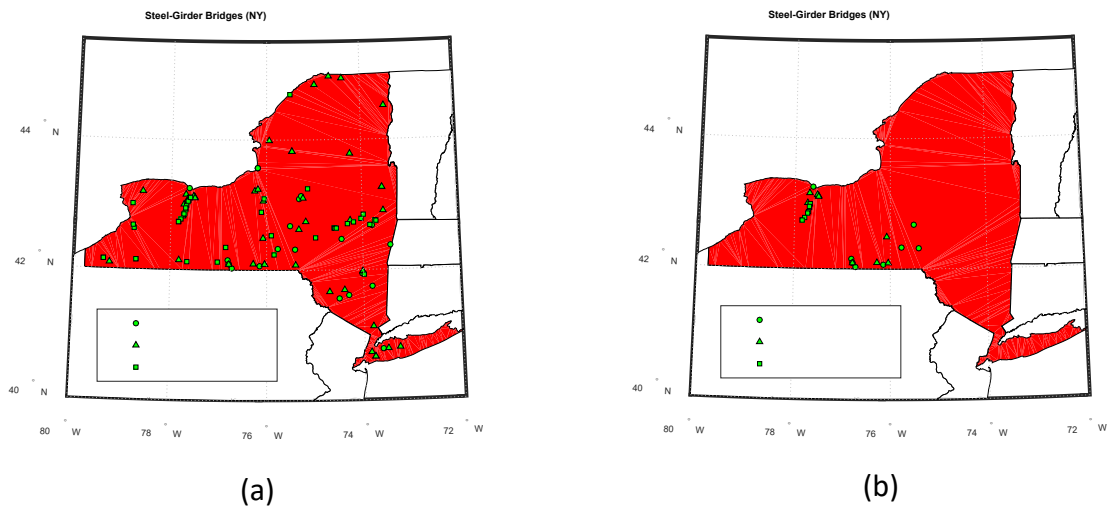 Steel-Girder Bridges (NY)
44 ° N
42 ° N
40 ° N
80 ° W
78 ° W
76 ° W
74 ° W
72 ° W
(a)
Steel-Girder Bridges (NY)
44 ° N
42 ° N
40 ° N
80 ° W
78 ° W
76 ° W
74 ° W
72 ° W
(b)